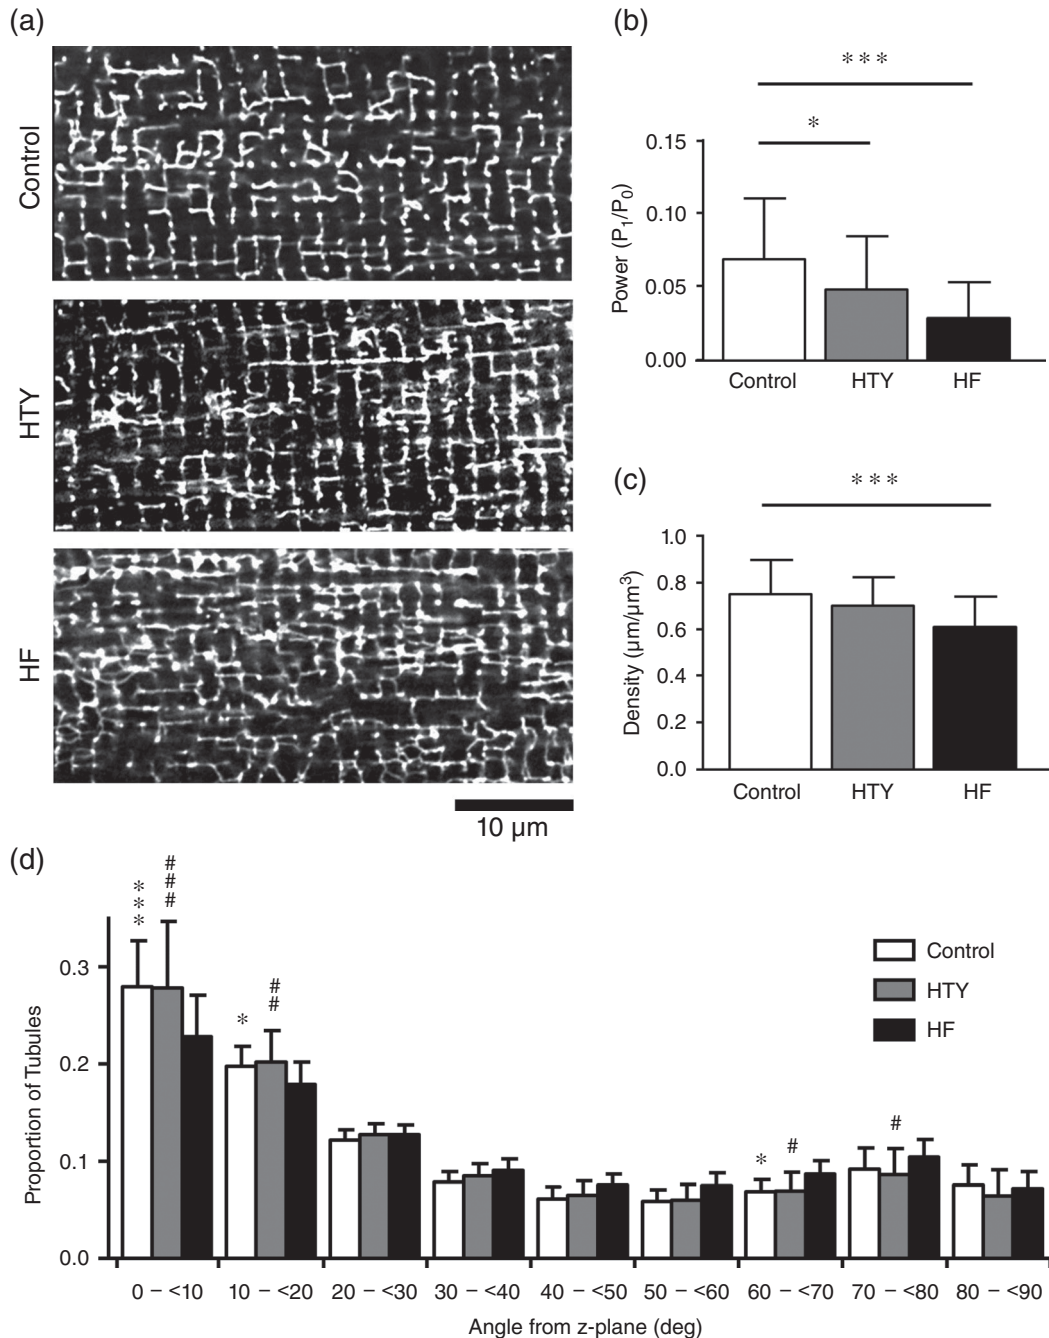 (a)
Control
HTY
HF
10 µm
(b)
***
*
Power (P1/P0)
0.15
0.10
0.05
0.00
Control HTY HF
(c)
***
Density (µm/µm³)
1.0
0.8
0.6
0.4
0.2
0.0
Control HTY HF
(d)
Proportion of Tubules
0.3
0.2
0.1
0.0
***
###
*
##
*
#
#
Control
HTY
HF
0 – <10 10 – <20 20 – <30 30 – <40 40 – <50 50 – <60 60 – <70 70 – <80 80 – <90
Angle from z-plane (deg)